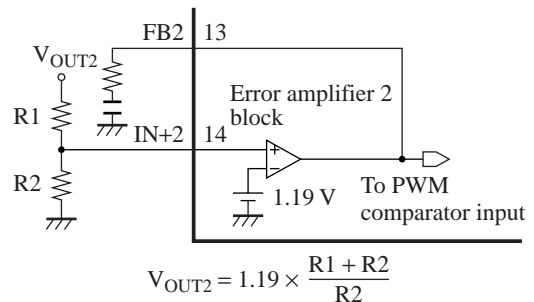 FB2 13
VOUT2
R1
Error amplifier 2
block
IN+2 14
+
−
R2
1.19 V
To PWM
comparator input
VOUT2 = 1.19 × (R1 + R2) / R2